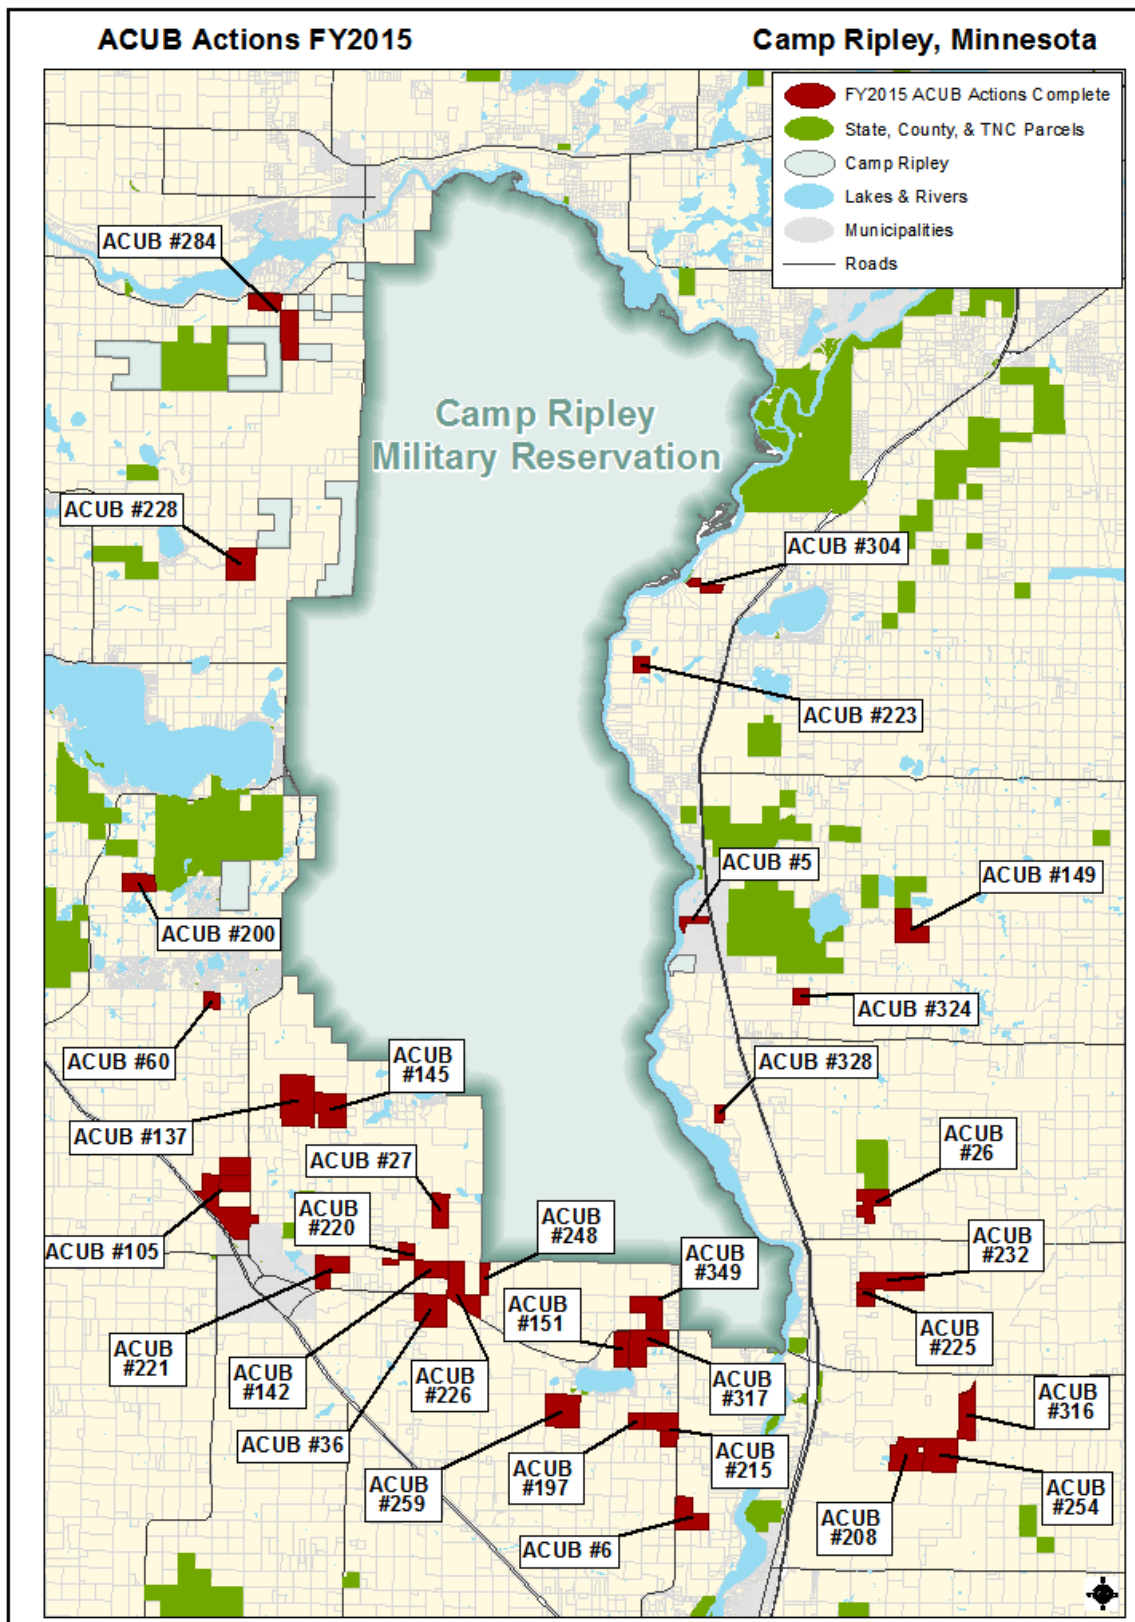 ACUB Actions FY2015
Camp Ripley, Minnesota
FY2015 ACUB Actions Complete
State, County, & TNC Parcels
Camp Ripley
Lakes & Rivers
Municipalities
Roads
ACUB #284
Camp Ripley
Military Reservation
ACUB #228
ACUB #304
ACUB #223
ACUB #5
ACUB #149
ACUB #200
ACUB #324
ACUB #60
ACUB
#145
ACUB #328
ACUB #137
ACUB
#26
ACUB #27
ACUB
#220
ACUB
#248
ACUB #105
ACUB
#349
ACUB
#232
ACUB
#151
ACUB
#225
ACUB
#221
ACUB
#142
ACUB
#226
ACUB
#317
ACUB
#316
ACUB #36
ACUB
#259
ACUB
#197
ACUB
#215
ACUB
#254
ACUB
#208
ACUB #6